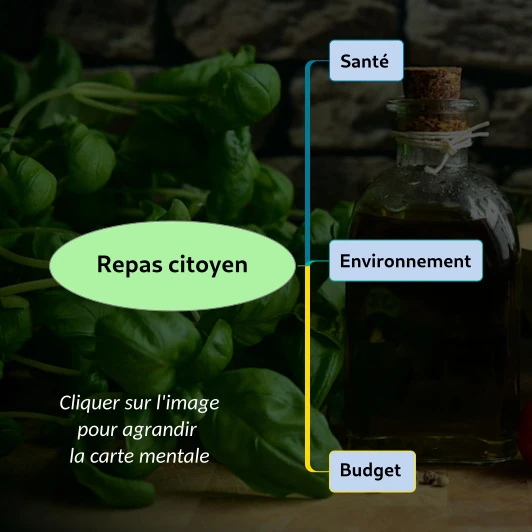 Santé
Repas citoyen
Environnement
Cliquer sur l'image
pour agrandir
la carte mentale
Budget